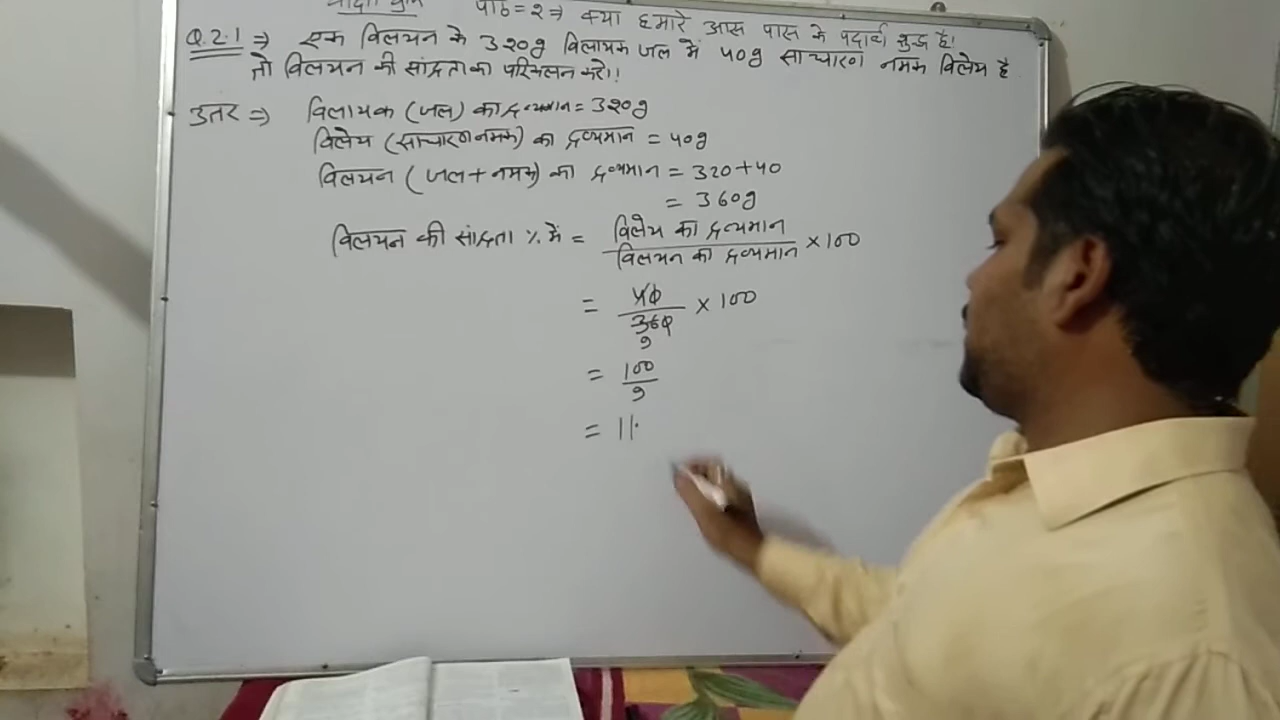 पाठ = 2 ⇒ क्या हमारे आस पास के पदार्थ शुद्ध है!
Q.2.1 ⇒ एक विलयन के 320g विलायक जल में 40g साधारण नमक विलेय है
तो विलयन की सांद्रता का परिकलन करो!!
उत्तर ⇒ विलायक (जल) का द्रव्यमान = 320g
विलेय (साधारण नमक) का द्रव्यमान = 40g
विलयन (जल + नमक) का द्रव्यमान = 320 + 40
= 360g
विलयन की सांद्रता % में = विलेय का द्रव्यमान / विलयन का द्रव्यमान × 100
= 40 / 360 × 100
9
= 100 / 9
= 11.